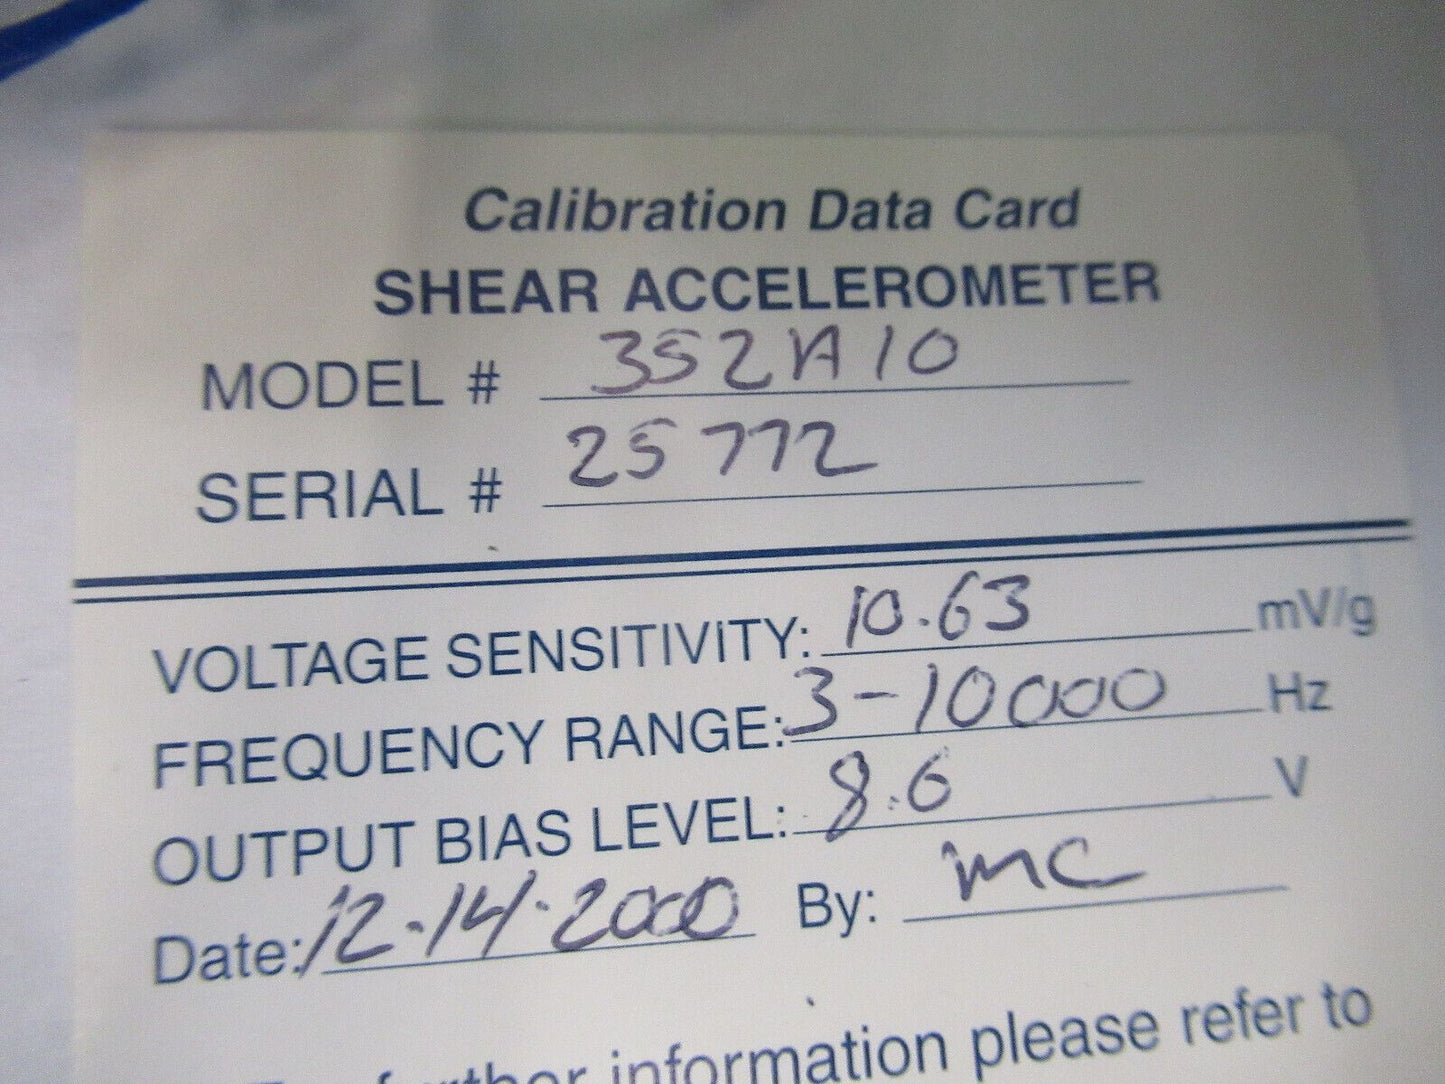 Calibration Data Card
SHEAR ACCELEROMETER
MODEL # 352A10
SERIAL # 25772
VOLTAGE SENSITIVITY: 10.63 mV/g
FREQUENCY RANGE: 3-10000 Hz
OUTPUT BIAS LEVEL: 8.6 V
Date: 12-14-2000 By: mc
further information please refer to